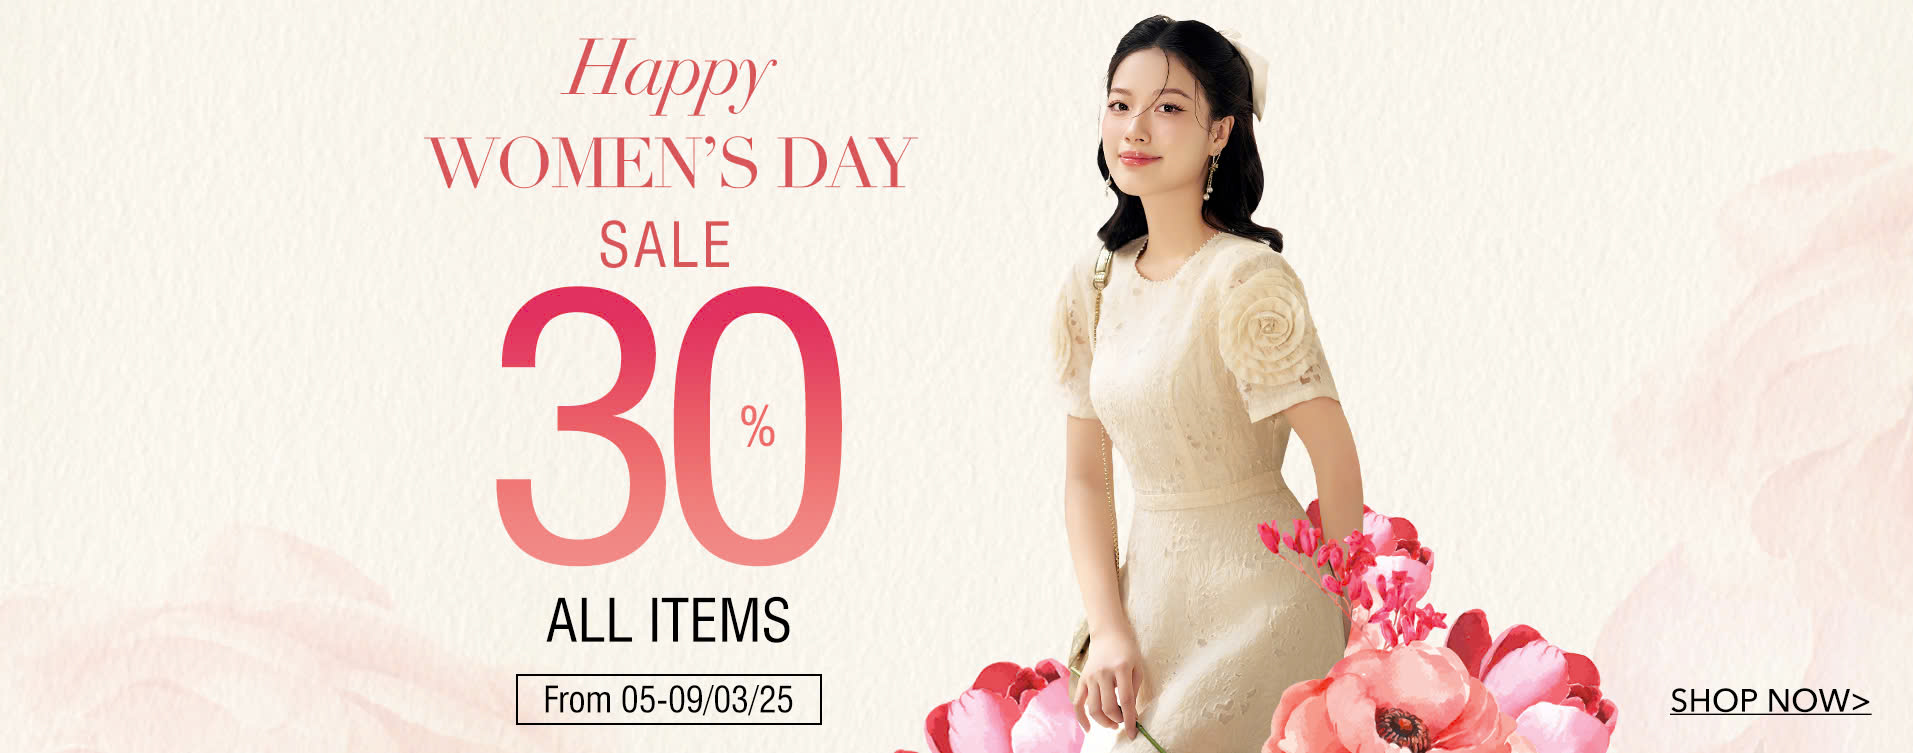 Happy
WOMEN'S DAY
SALE
30%
ALL ITEMS
From 05-09/03/25
SHOP NOW>